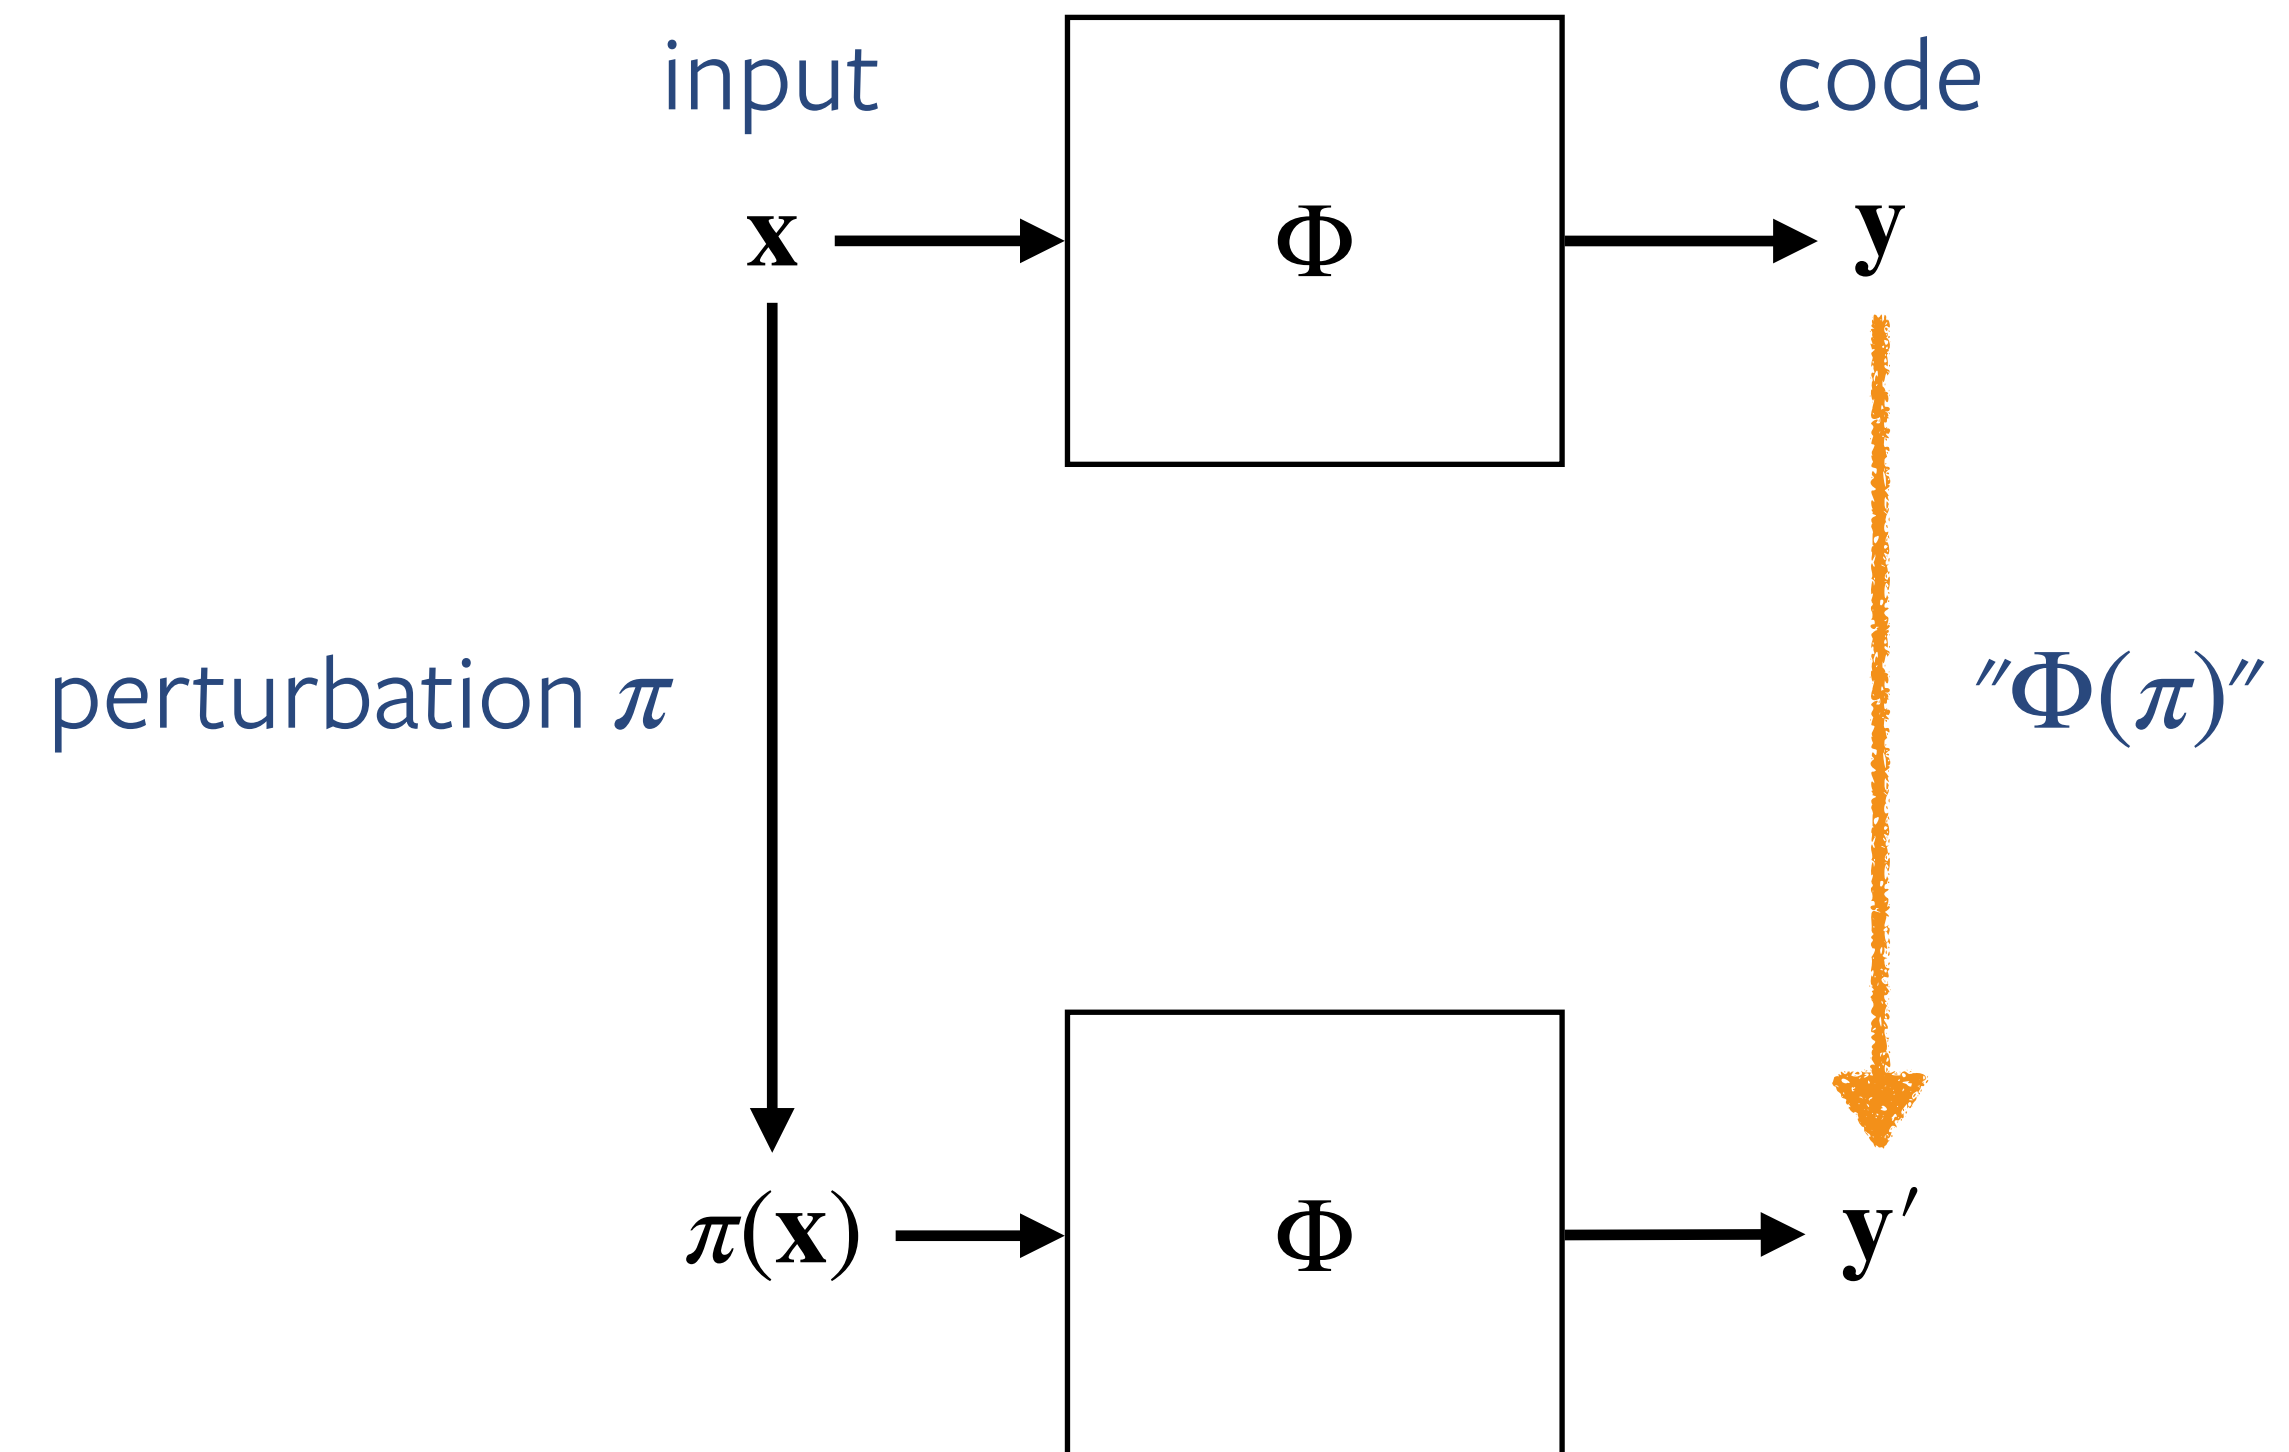 input
code
x
Φ
y
perturbation π
"Φ(π)"
π(x)
Φ
y′